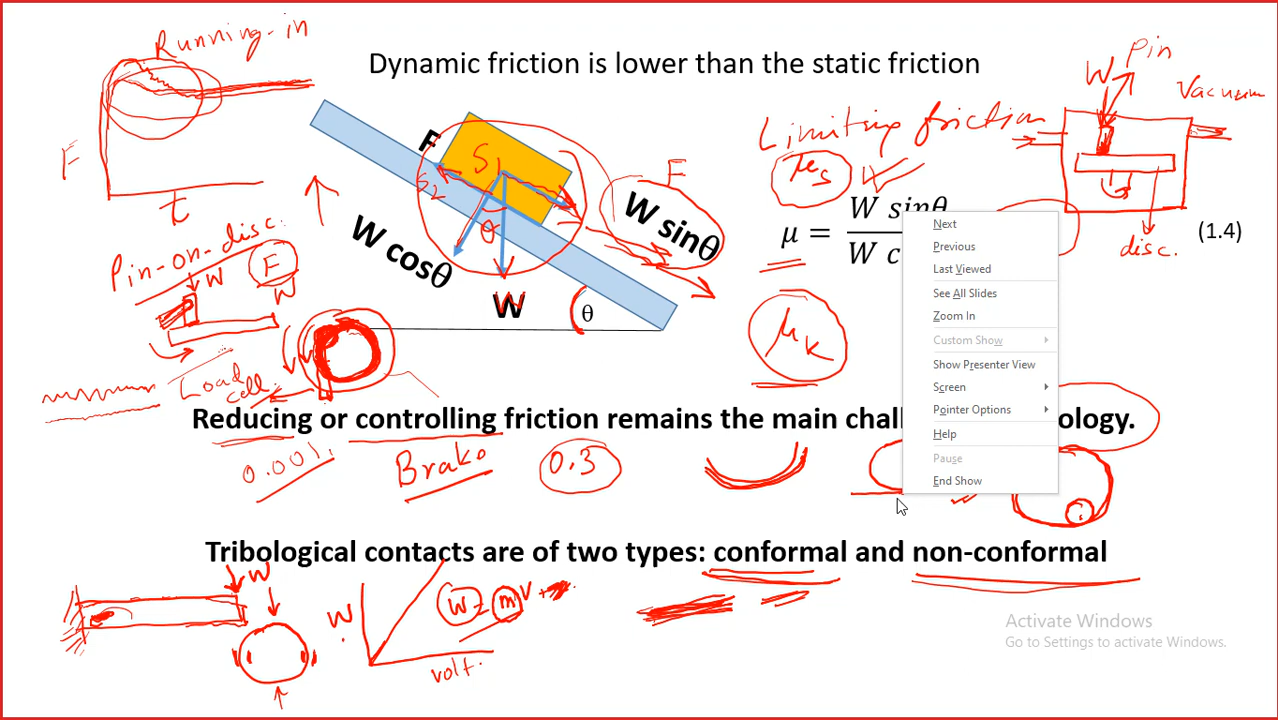 Running-in
Dynamic friction is lower than the static friction
Pin
W
Vacuum
F
t
F
S1
S2
F
W sinθ
W cosθ
θ
W
θ
Limiting friction
μs
W sinθ
μ =
W c
(1.4)
disc.
Pin-on-disc.
F
W
W
Load
cell
μk
Next
Previous
Last Viewed
See All Slides
Zoom In
Custom Show
Show Presenter View
Screen
Pointer Options
Help
Pause
End Show
Reducing or controlling friction remains the main chall
ology.
0.001,
Brake
0.3
Tribological contacts are of two types: conformal and non-conformal
W
W
volt.
W = mV +
Activate Windows
Go to Settings to activate Windows.